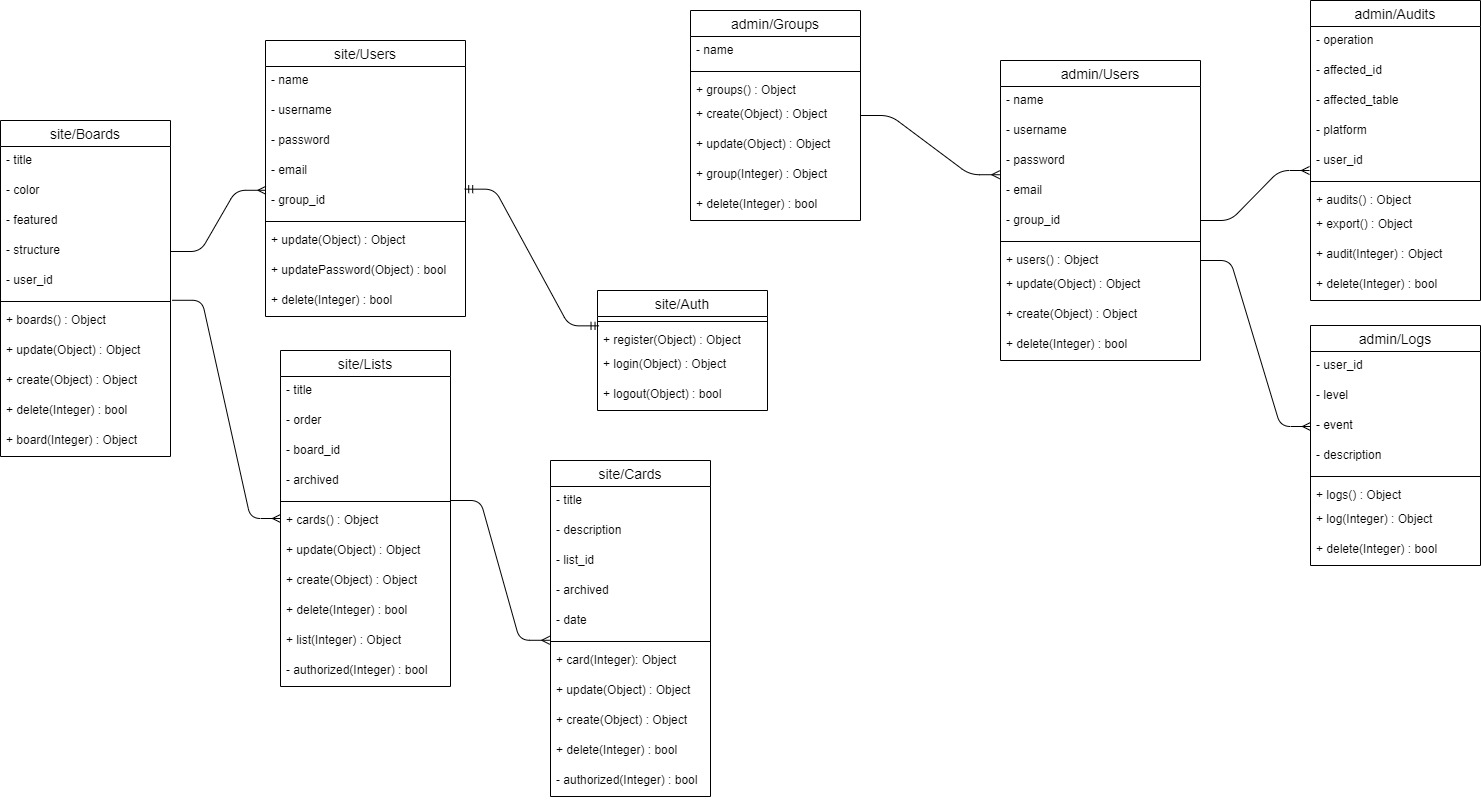 site/Boards
- title
- color
- featured
- structure
- user_id
+ boards() : Object
+ update(Object) : Object
+ create(Object) : Object
+ delete(Integer) : bool
+ board(Integer) : Object
site/Users
- name
- username
- password
- email
- group_id
+ update(Object) : Object
+ updatePassword(Object) : bool
+ delete(Integer) : bool
site/Lists
- title
- order
- board_id
- archived
+ cards() : Object
+ update(Object) : Object
+ create(Object) : Object
+ delete(Integer) : bool
+ list(Integer) : Object
- authorized(Integer) : bool
site/Auth
+ register(Object) : Object
+ login(Object) : Object
+ logout(Object) : bool
site/Cards
- title
- description
- list_id
- archived
- date
+ card(Integer): Object
+ update(Object) : Object
+ create(Object) : Object
+ delete(Integer) : bool
- authorized(Integer) : bool
admin/Groups
- name
+ groups() : Object
+ create(Object) : Object
+ update(Object) : Object
+ group(Integer) : Object
+ delete(Integer) : bool
admin/Users
- name
- username
- password
- email
- group_id
+ users() : Object
+ update(Object) : Object
+ create(Object) : Object
+ delete(Integer) : bool
admin/Audits
- operation
- affected_id
- affected_table
- platform
- user_id
+ audits() : Object
+ export() : Object
+ audit(Integer) : Object
+ delete(Integer) : bool
admin/Logs
- user_id
- level
- event
- description
+ logs() : Object
+ log(Integer) : Object
+ delete(Integer) : bool